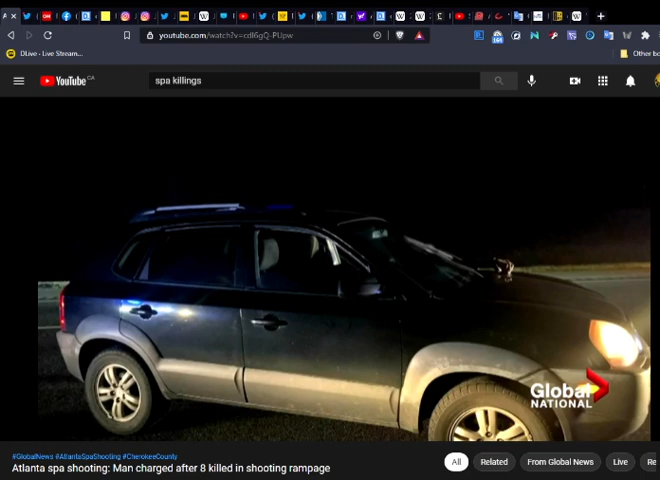 youtube.com/watch?v=cdl6gQ-PUpw
DLive - Live Stream...
Other bo
YouTube CA
spa killings
Global
NATIONAL
#GlobalNews #AtlantaSpaShooting #CherokeeCounty
Atlanta spa shooting: Man charged after 8 killed in shooting rampage
All
Related
From Global News
Live
Re